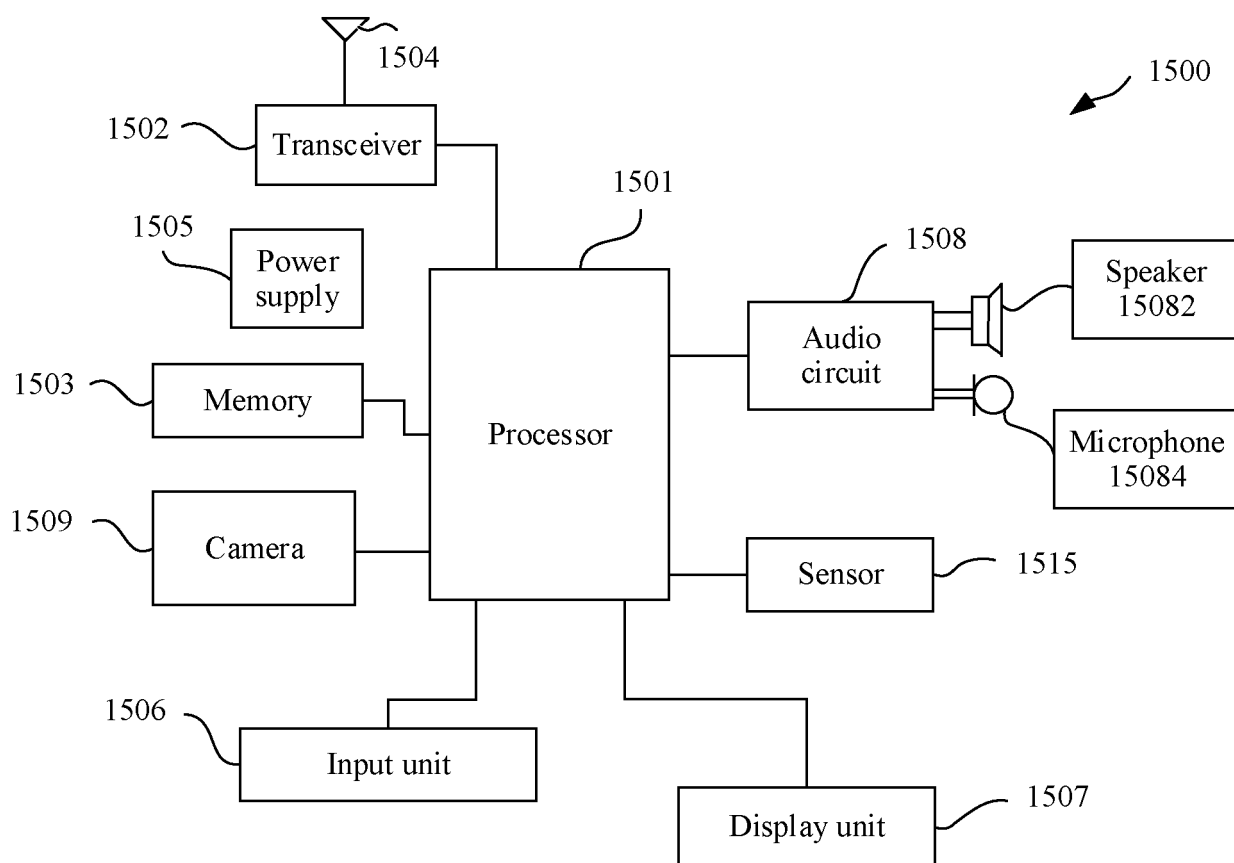 1504
1500
1502
Transceiver
1501
1505
Power
supply
1508
Speaker
15082
Audio
circuit
1503
Memory
Processor
Microphone
15084
1509
Camera
Sensor
1515
1506
Input unit
1507
Display unit